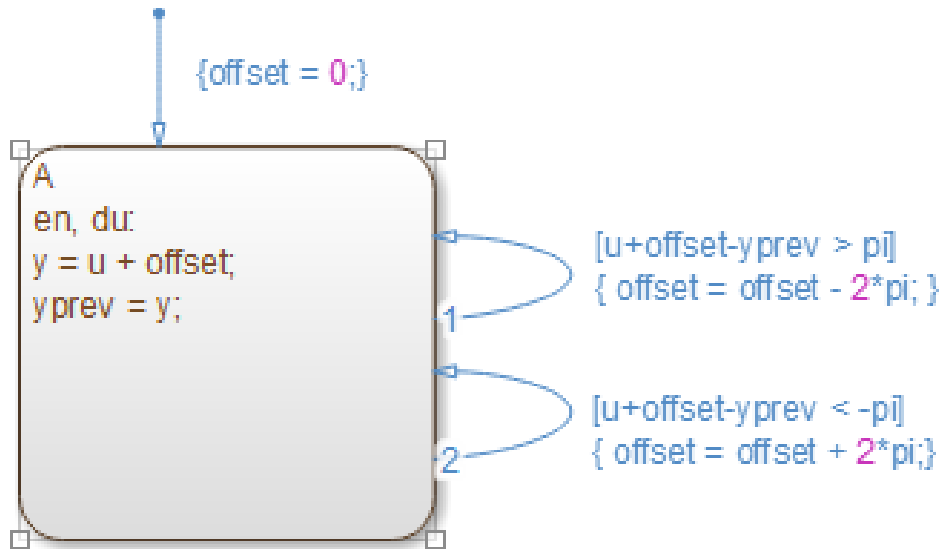 {offset = 0;}
A
en, du:
y = u + offset;
yprev = y;
[u+offset-yprev > pi]
{ offset = offset - 2*pi; }
1
[u+offset-yprev < -pi]
{ offset = offset + 2*pi;}
2